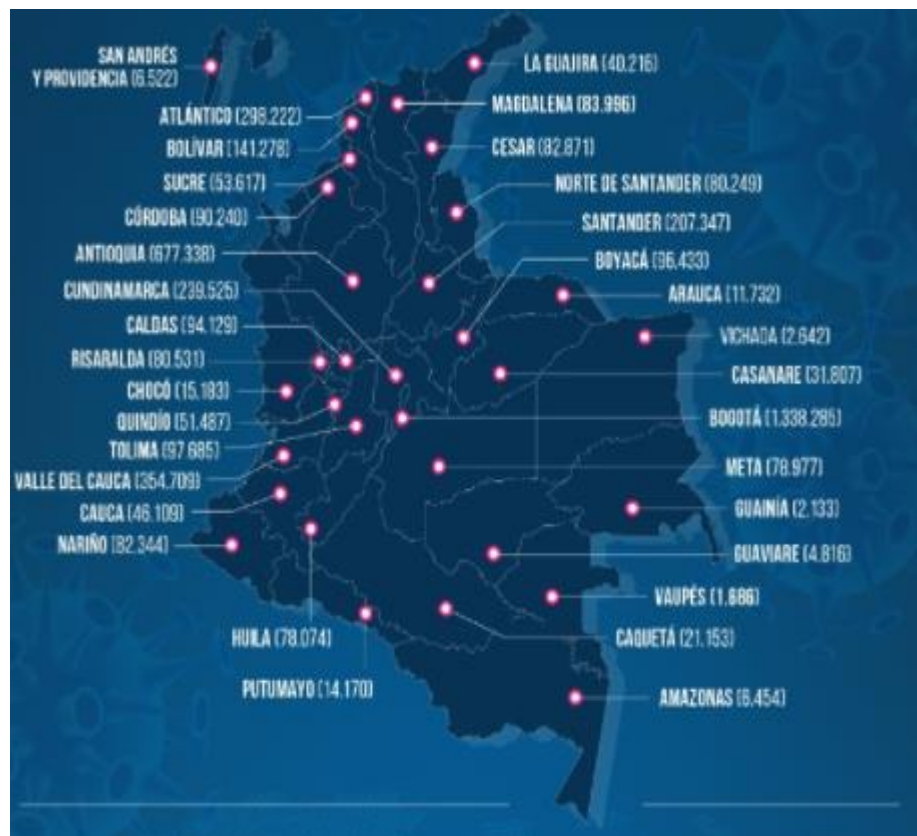 SAN ANDRÉS
Y PROVIDENCIA (6.522)
ATLÁNTICO (298.222)
BOLÍVAR (141.278)
SUCRE (53.617)
CÓRDOBA (90.240)
ANTIOQUIA (677.338)
CUNDINAMARCA (239.525)
CALDAS (94.129)
RISARALDA (80.531)
CHOCÓ (15.183)
QUINDÍO (51.487)
TOLIMA (97.685)
VALLE DEL CAUCA (354.709)
CAUCA (46.109)
NARIÑO (82.344)
HUILA (78.074)
PUTUMAYO (14.170)
LA GUAJIRA (40.216)
MAGDALENA (83.996)
CESAR (82.871)
NORTE DE SANTANDER (80.249)
SANTANDER (207.347)
BOYACÁ (96.433)
ARAUCA (11.732)
VICHADA (2.642)
CASANARE (31.807)
BOGOTÁ (1.338.285)
META (78.977)
GUAINÍA (2.133)
GUAVIARE (4.816)
VAUPÉS (1.686)
CAQUETÁ (21.153)
AMAZONAS (6.454)